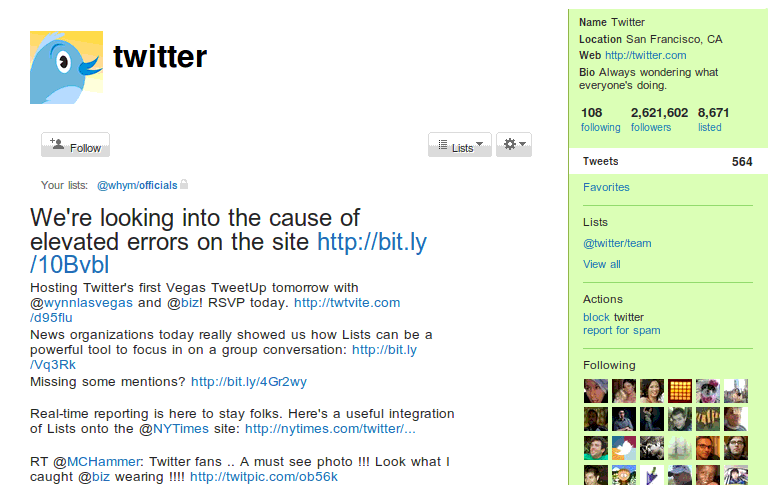 twitter
Follow
Lists
Your lists: @whym/officials
We're looking into the cause of
elevated errors on the site http://bit.ly
/10Bvbl
Hosting Twitter's first Vegas TweetUp tomorrow with
@wynnlasvegas and @biz! RSVP today. http://twtvite.com
/d95flu
News organizations today really showed us how Lists can be a
powerful tool to focus in on a group conversation: http://bit.ly
/Vq3Rk
Missing some mentions? http://bit.ly/4Gr2wy
Real-time reporting is here to stay folks. Here's a useful integration
of Lists onto the @NYTimes site: http://nytimes.com/twitter/...
RT @MCHammer: Twitter fans .. A must see photo !!! Look what I
caught @biz wearing !!!! http://twitpic.com/ob56k
Name Twitter
Location San Francisco, CA
Web http://twitter.com
Bio Always wondering what
everyone's doing.
108 2,621,602 8,671
following followers listed
Tweets 564
Favorites
Lists
@twitter/team
View all
Actions
block twitter
report for spam
Following